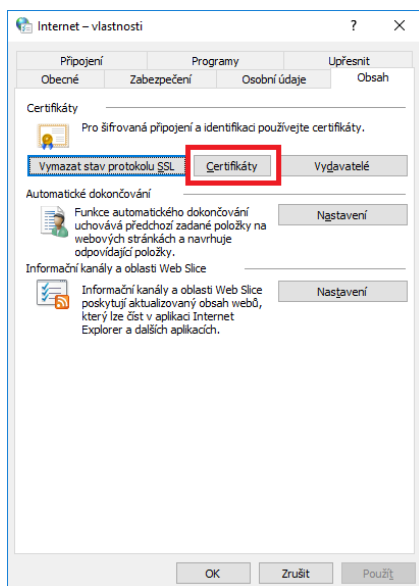 Internet – vlastnosti
?
Připojení Programy Upřesnit
Obecné Zabezpečení Osobní údaje Obsah
Certifikáty
Pro šifrovaná připojení a identifikaci používejte certifikáty.
Vymazat stav protokolu SSL Certifikáty Vydavatelé
Automatické dokončování
Funkce automatického dokončování
uchovává předchozí zadané položky na
webových stránkách a navrhuje
odpovídající položky.
Nastavení
Informační kanály a oblasti Web Slice
Informační kanály a oblasti Web Slice
poskytují aktualizovaný obsah webů,
který lze číst v aplikaci Internet
Explorer a dalších aplikacích.
Nastavení
OK Zrušit Použít